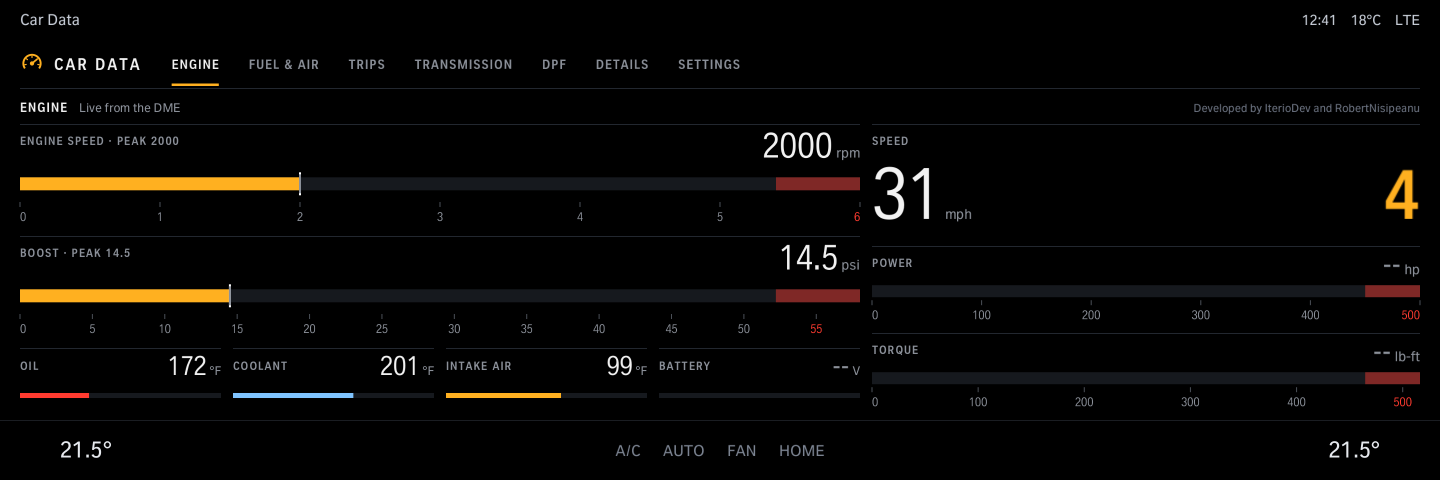 Car Data
12:41 18°C LTE
CAR DATA ENGINE FUEL & AIR TRIPS TRANSMISSION DPF DETAILS SETTINGS
ENGINE Live from the DME
Developed by IterioDev and RobertNisipeanu
ENGINE SPEED · PEAK 2000
2000 rpm
0 1 2 3 4 5 6
BOOST · PEAK 14.5
14.5 psi
0 5 10 15 20 25 30 35 40 45 50 55
OIL 172 °F
COOLANT 201 °F
INTAKE AIR 99 °F
BATTERY -- V
SPEED
31 mph
4
POWER
-- hp
0 100 200 300 400 500
TORQUE
-- lb-ft
0 100 200 300 400 500
21.5° A/C AUTO FAN HOME 21.5°